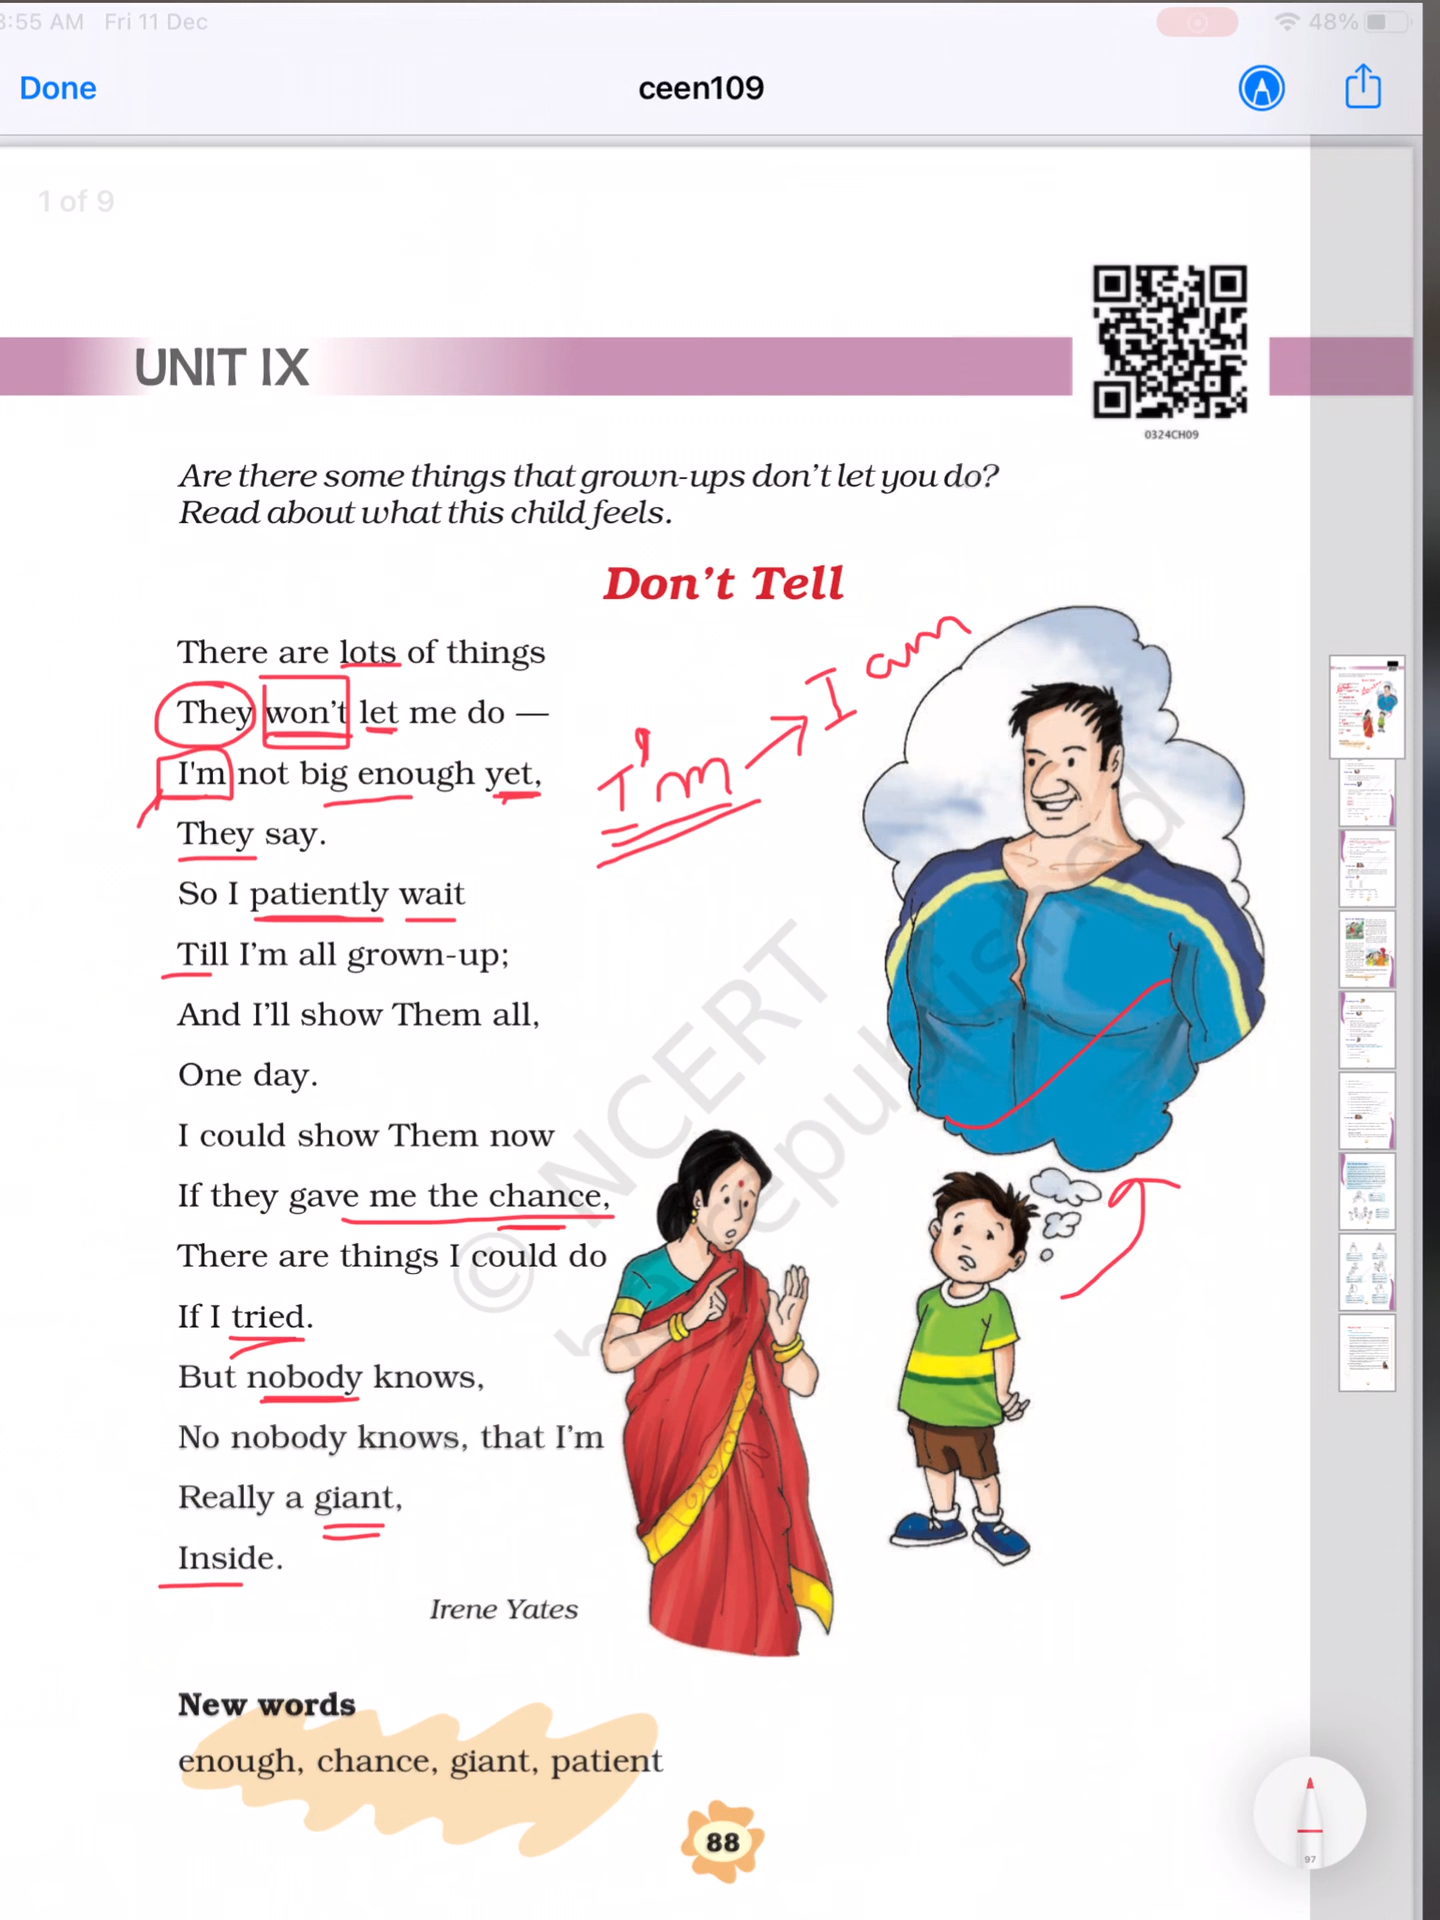 3:55 AM Fri 11 Dec 48%
Done ceen109
1 of 9
UNIT IX
0324CH09
Are there some things that grown-ups don't let you do?
Read about what this child feels.
Don't Tell
There are lots of things
They won't let me do —
I'm not big enough yet,
They say.
So I patiently wait
Till I'm all grown-up;
And I'll show Them all,
One day.
I could show Them now
If they gave me the chance,
There are things I could do
If I tried.
But nobody knows,
No nobody knows, that I'm
Really a giant,
Inside.
Irene Yates
I'm → I am
© NCERT
be republished
New words
enough, chance, giant, patient
88
97